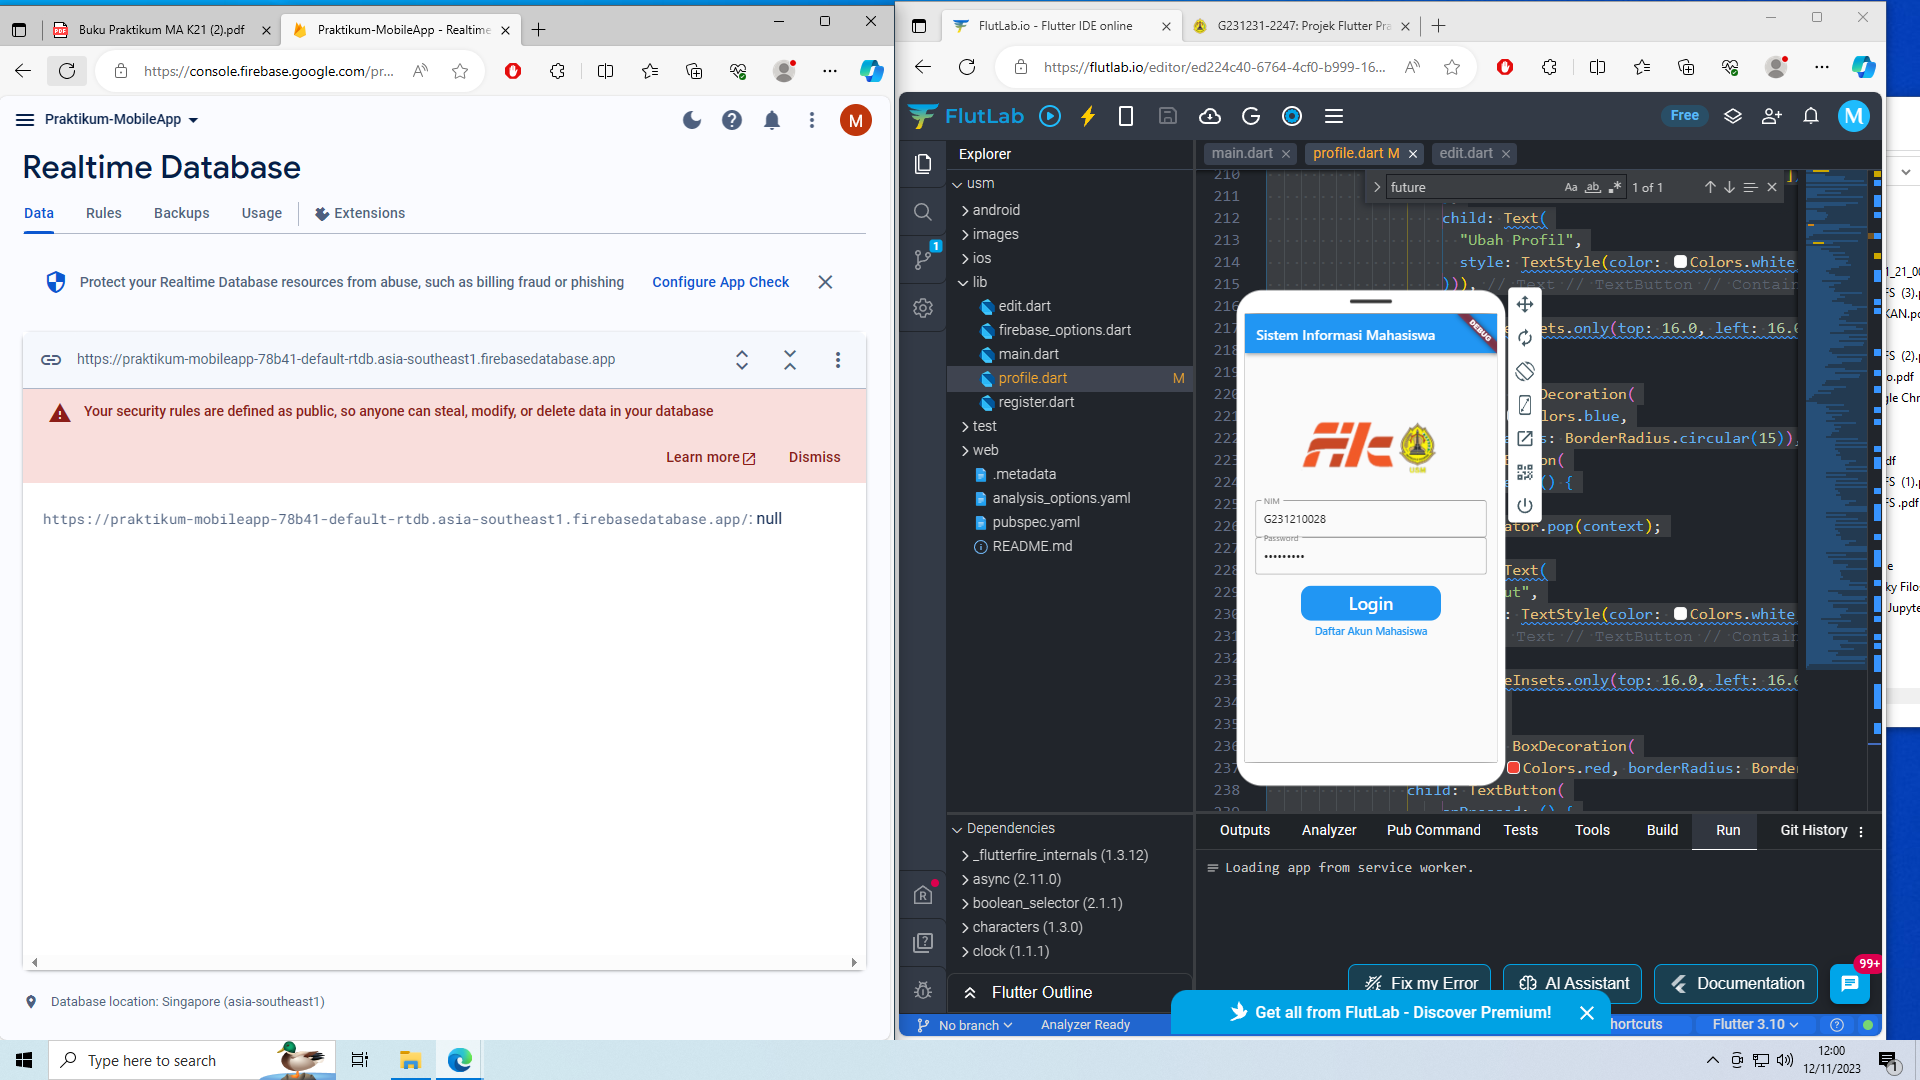 Buku Praktikum MA K21 (2).pdf
Praktikum-MobileApp - Realtime
https://console.firebase.google.com/pr...
Praktikum-MobileApp
M
Realtime Database
Data
Rules
Backups
Usage
Extensions
Protect your Realtime Database resources from abuse, such as billing fraud or phishing
Configure App Check
https://praktikum-mobileapp-78b41-default-rtdb.asia-southeast1.firebasedatabase.app
Your security rules are defined as public, so anyone can steal, modify, or delete data in your database
Learn more
Dismiss
https://praktikum-mobileapp-78b41-default-rtdb.asia-southeast1.firebasedatabase.app/: null
Database location: Singapore (asia-southeast1)
FlutLab.io - Flutter IDE online
G231231-2247: Projek Flutter Pra
https://flutlab.io/editor/ed224c40-6764-4cf0-b999-16...
FlutLab
Free
M
Explorer
usm
android
images
ios
lib
edit.dart
firebase_options.dart
main.dart
profile.dart M
register.dart
test
web
.metadata
analysis_options.yaml
pubspec.yaml
README.md
Dependencies
_flutterfire_internals (1.3.12)
async (2.11.0)
boolean_selector (2.1.1)
characters (1.3.0)
clock (1.1.1)
Flutter Outline
main.dart
profile.dart M
edit.dart
future
Aa
ab
1 of 1
210
211
212 child: Text(
213 "Ubah Profil",
214 style: TextStyle(color: Colors.white
215 ))), // Text // TextButton // Contain
216
217 sets.only(top: 16.0, left: 16.0
218
219
220 Decoration(
221 lors.blue,
222 s: BorderRadius.circular(15)),
223 on(
224 () {
225
226 ator.pop(context);
227
228 Text(
229 ut",
230 : TextStyle(color: Colors.white
231 Text // TextButton // Contain
232
233 eInsets.only(top: 16.0, left: 16.0
234
235
236 BoxDecoration(
237 Colors.red, borderRadius: Border
238 child: TextButton(
239 onPressed: () {
Sistem Informasi Mahasiswa
DEBUG
USM
NIM
G231210028
Password
•••••••••
Login
Daftar Akun Mahasiswa
Outputs
Analyzer
Pub Command
Tests
Tools
Build
Run
Git History
Loading app from service worker.
Fix my Error
AI Assistant
Documentation
99+
Get all from FlutLab - Discover Premium!
No branch
Analyzer Ready
hortcuts
Flutter 3.10
Type here to search
12:00
12/11/2023
1